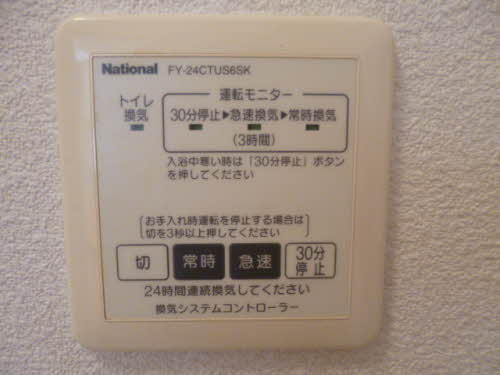 National FY-24CTUS6SK
運転モニター
トイレ
換気
30分停止▶急速換気▶常時換気
(3時間)
入浴中寒い時は「30分停止」ボタン
を押してください
お手入れ時運転を停止する場合は
切を3秒以上押してください
切 常時 急速 30分
停止
24時間連続換気してください
換気システムコントローラー